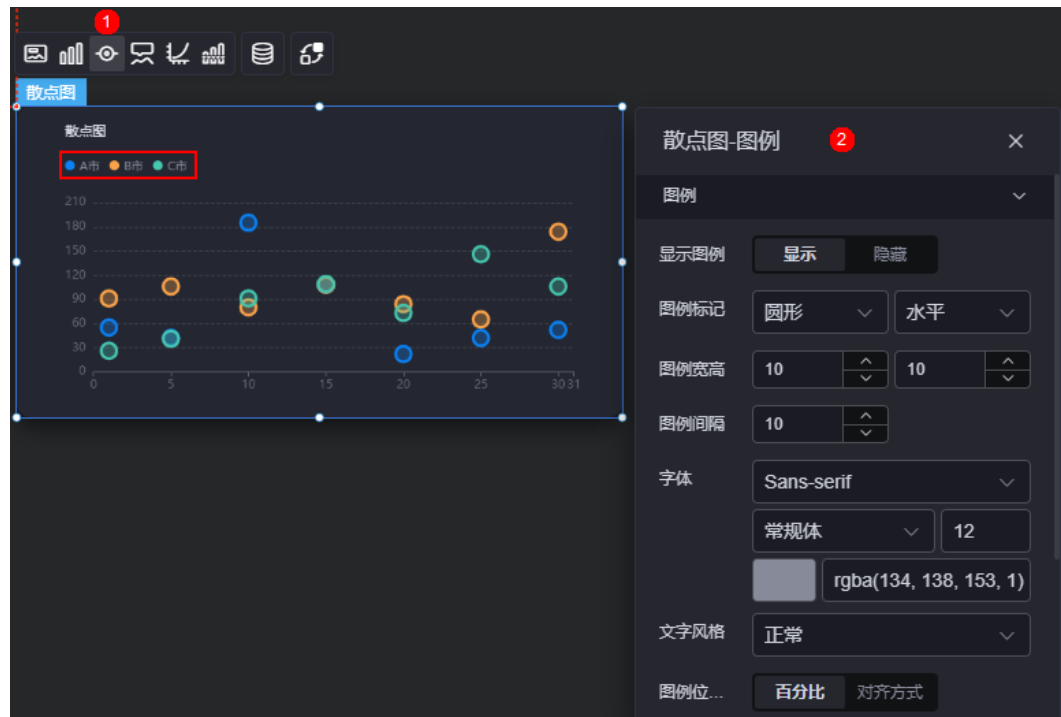 1
散点图
散点图
A市 B市 C市
210
180
150
120
90
60
30
0
0 5 10 15 20 25 30 31
散点图-图例 2
图例
显示图例 显示 隐藏
图例标记 圆形 水平
图例宽高 10 10
图例间隔 10
字体 Sans-serif
常规体 12
rgba(134, 138, 153, 1)
文字风格 正常
图例位... 百分比 对齐方式